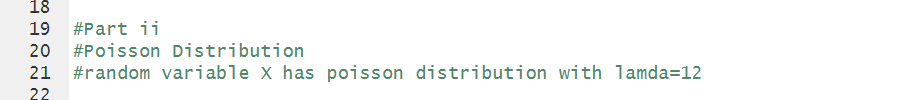 18
19 #Part ii
20 #Poisson Distribution
21 #random variable X has poisson distribution with lamda=12
22